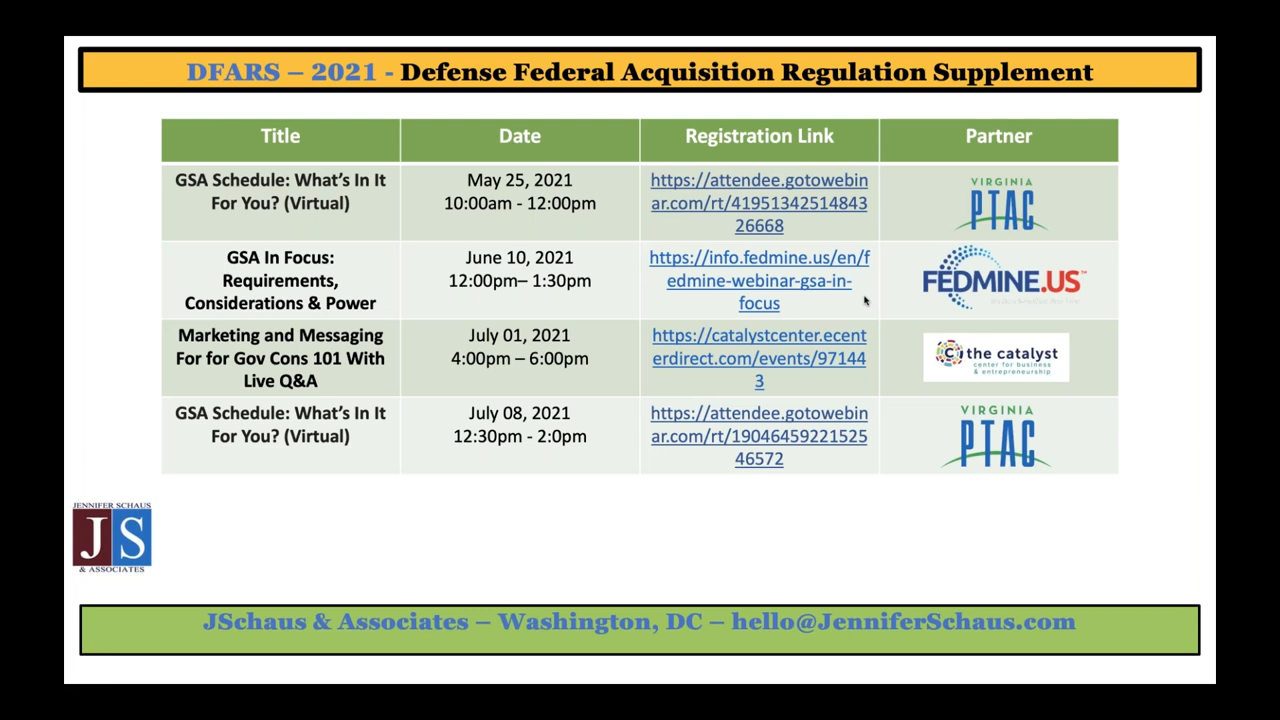 DFARS – 2021 - Defense Federal Acquisition Regulation Supplement
Title
Date
Registration Link
Partner
GSA Schedule: What's In It
For You? (Virtual)
May 25, 2021
10:00am - 12:00pm
https://attendee.gotowebin
ar.com/rt/41951342514843
26668
VIRGINIA
PTAC
GSA In Focus:
Requirements,
Considerations & Power
June 10, 2021
12:00pm– 1:30pm
https://info.fedmine.us/en/f
edmine-webinar-gsa-in-
focus
FEDMINE.US™
Marketing and Messaging
For for Gov Cons 101 With
Live Q&A
July 01, 2021
4:00pm – 6:00pm
https://catalystcenter.ecent
erdirect.com/events/97144
3
the catalyst
center for business
& entrepreneurship
GSA Schedule: What's In It
For You? (Virtual)
July 08, 2021
12:30pm - 2:0pm
https://attendee.gotowebin
ar.com/rt/19046459221525
46572
VIRGINIA
PTAC
JENNIFER SCHAUS
JS
& ASSOCIATES
JSchaus & Associates – Washington, DC – hello@JenniferSchaus.com